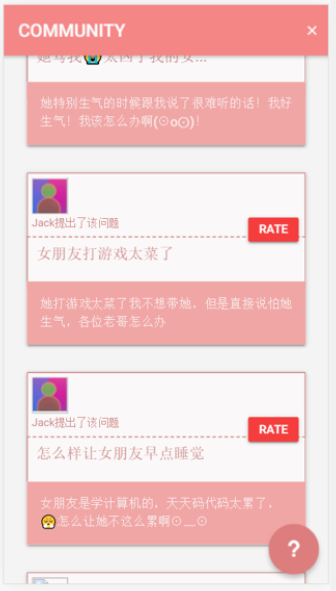 COMMUNITY ×
她骂我😭太凶了我的女...
她特别生气的时候跟我说了很难听的话！我好
生气！我该怎么办啊(⊙o⊙)!
Jack提出了该问题
RATE
女朋友打游戏太菜了
她打游戏太菜了我不想带她，但是直接说怕她
生气，各位老哥怎么办
Jack提出了该问题
RATE
怎么样让女朋友早点睡觉
女朋友是学计算机的，天天码代码太累了，
😔怎么让她不这么累啊⊙﹏⊙
?